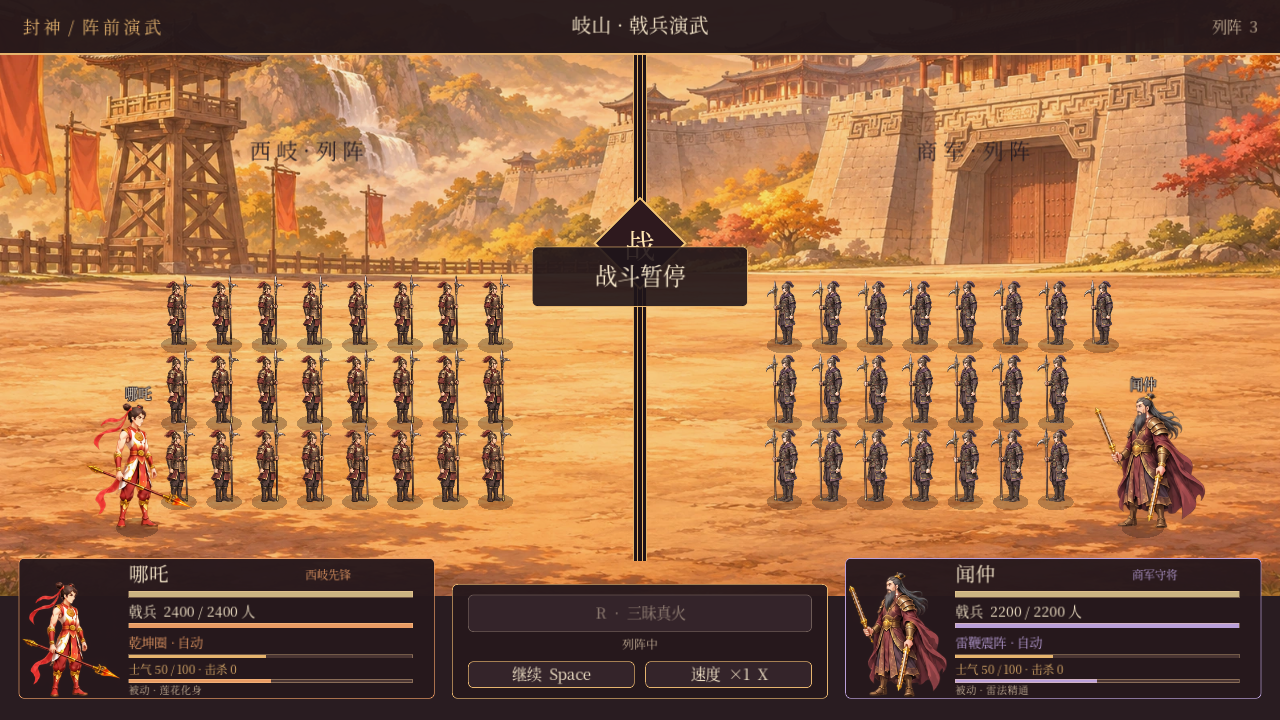 封神 / 阵前演武
岐山 · 戟兵演武
列阵 3
西岐·列阵
商军·列阵
战
战斗暂停
哪吒
闻仲
哪吒
西岐先锋
戟兵 2400 / 2400 人
乾坤圈 · 自动
士气 50 / 100 · 击杀 0
被动 · 莲花化身
R · 三昧真火
列阵中
继续 Space
速度 ×1 X
闻仲
商军守将
戟兵 2200 / 2200 人
雷鞭震阵 · 自动
士气 50 / 100 · 击杀 0
被动 · 雷法精通